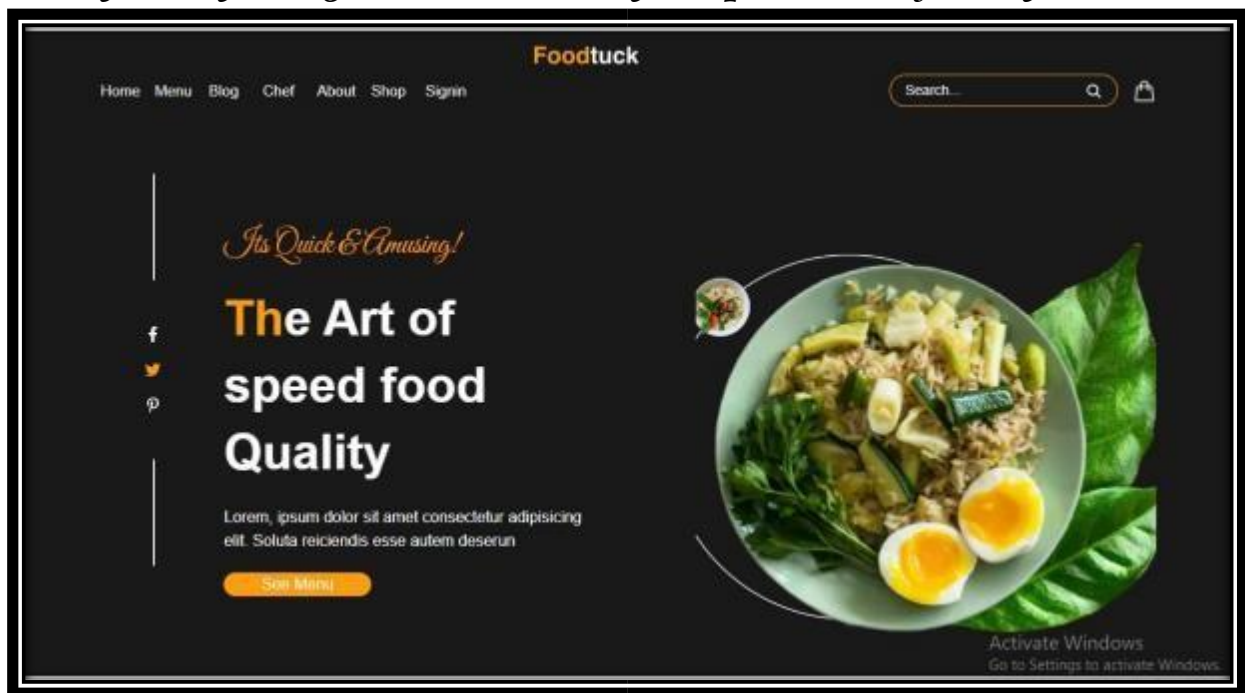 Foodtuck
Home Menu Blog Chef About Shop Signin
Search...
Its Quick & Amusing!
The Art of
speed food
Quality
Lorem, ipsum dolor sit amet consectetur adipisicing
elit. Soluta reiciendis esse autem deserun
See Menu
Activate Windows
Go to Settings to activate Windows.